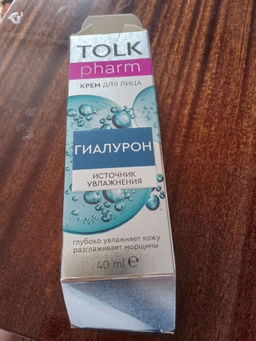 TOLK
pharm
КРЕМ ДЛЯ ЛИЦА
ГИАЛУРОН
ИСТОЧНИК
УВЛАЖНЕНИЯ
глубоко увлажняет кожу
разглаживает морщины
40 ml ℮